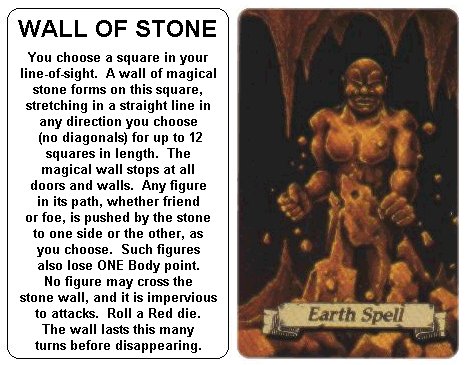 WALL OF STONE
You choose a square in your
line-of-sight. A wall of magical
stone forms on this square,
stretching in a straight line in
any direction you choose
(no diagonals) for up to 12
squares in length. The
magical wall stops at all
doors and walls. Any figure
in its path, whether friend
or foe, is pushed by the stone
to one side or the other, as
you choose. Such figures
also lose ONE Body point.
No figure may cross the
stone wall, and it is impervious
to attacks. Roll a Red die.
The wall lasts this many
turns before disappearing.
Earth Spell